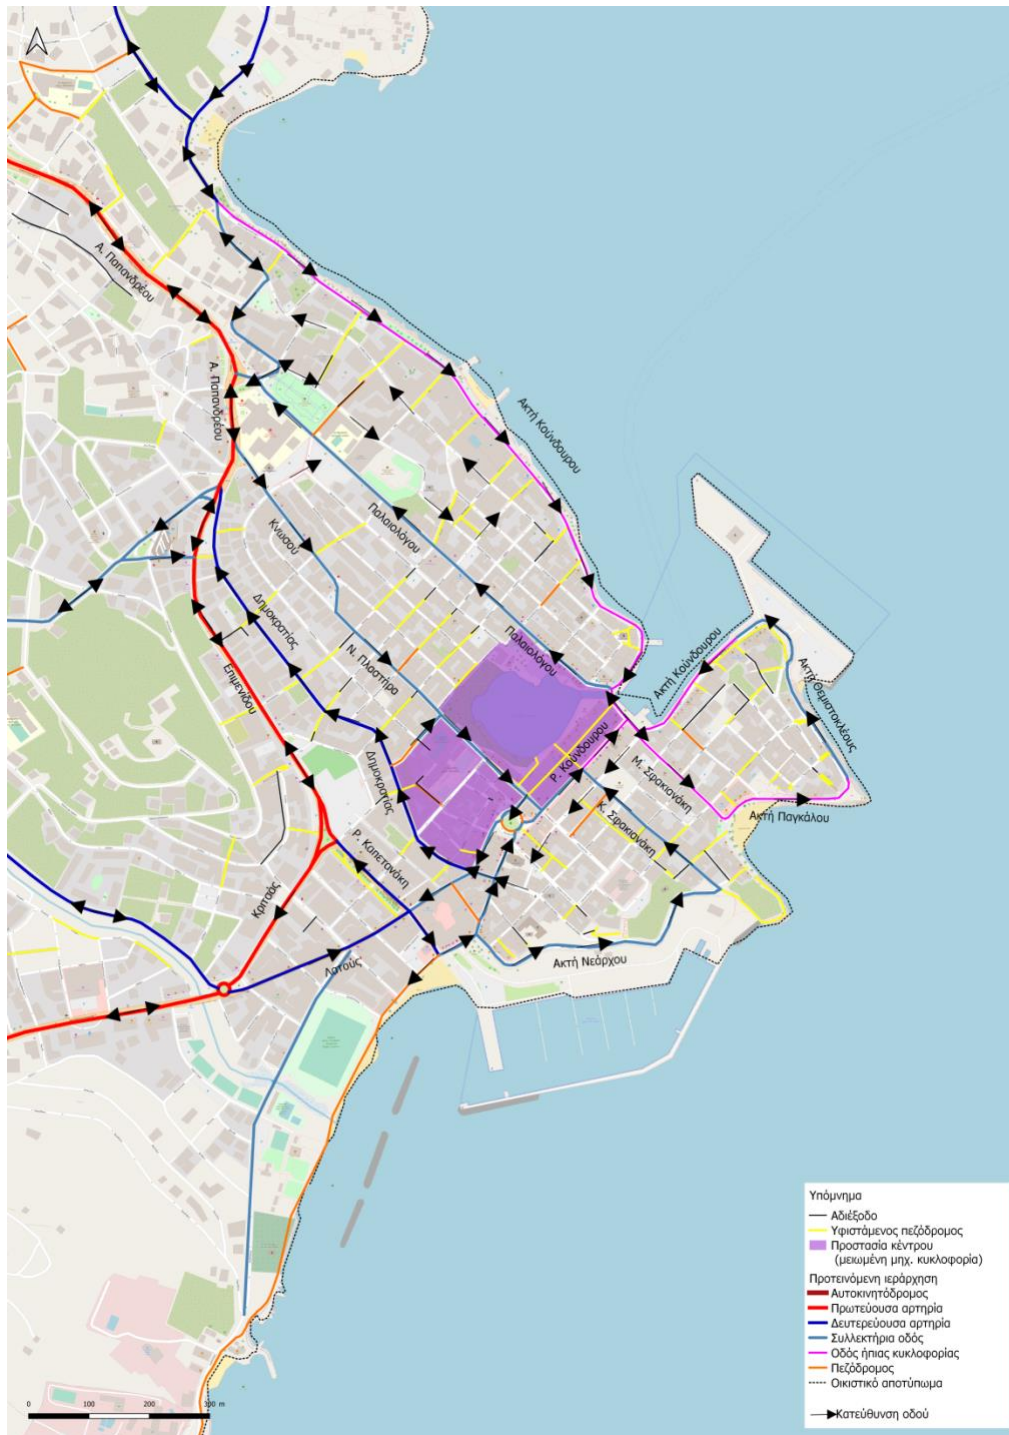 Α. Παπανδρέου
Α. Παπανδρέου
Ακτή Κούνδουρου
Κνωσού
Παλαιολόγου
Δημοκρατίας
Ν. Πλαστήρα
Παλαιολόγου
Ακτή Κούνδουρου
Ακτή Θεμιστοκλέους
Επιμενίδου
Ρ. Κούνδουρου
Μ. Σφακιανάκη
Δημοκρατίας
Κ. Σφακιανάκη
Ακτή Παγκάλου
Ρ. Καπετανάκη
Κριτσάς
Λατούς
Ακτή Νεάρχου
Υπόμνημα
Αδιέξοδο
Υφιστάμενος πεζόδρομος
Προστασία κέντρου
(μειωμένη μηχ. κυκλοφορία)
Προτεινόμενη ιεράρχηση
Αυτοκινητόδρομος
Πρωτεύουσα αρτηρία
Δευτερεύουσα αρτηρία
Συλλεκτήρια οδός
Οδός ήπιας κυκλοφορίας
Πεζόδρομος
Οικιστικό αποτύπωμα
Κατεύθυνση οδού
0 100 200 300 m